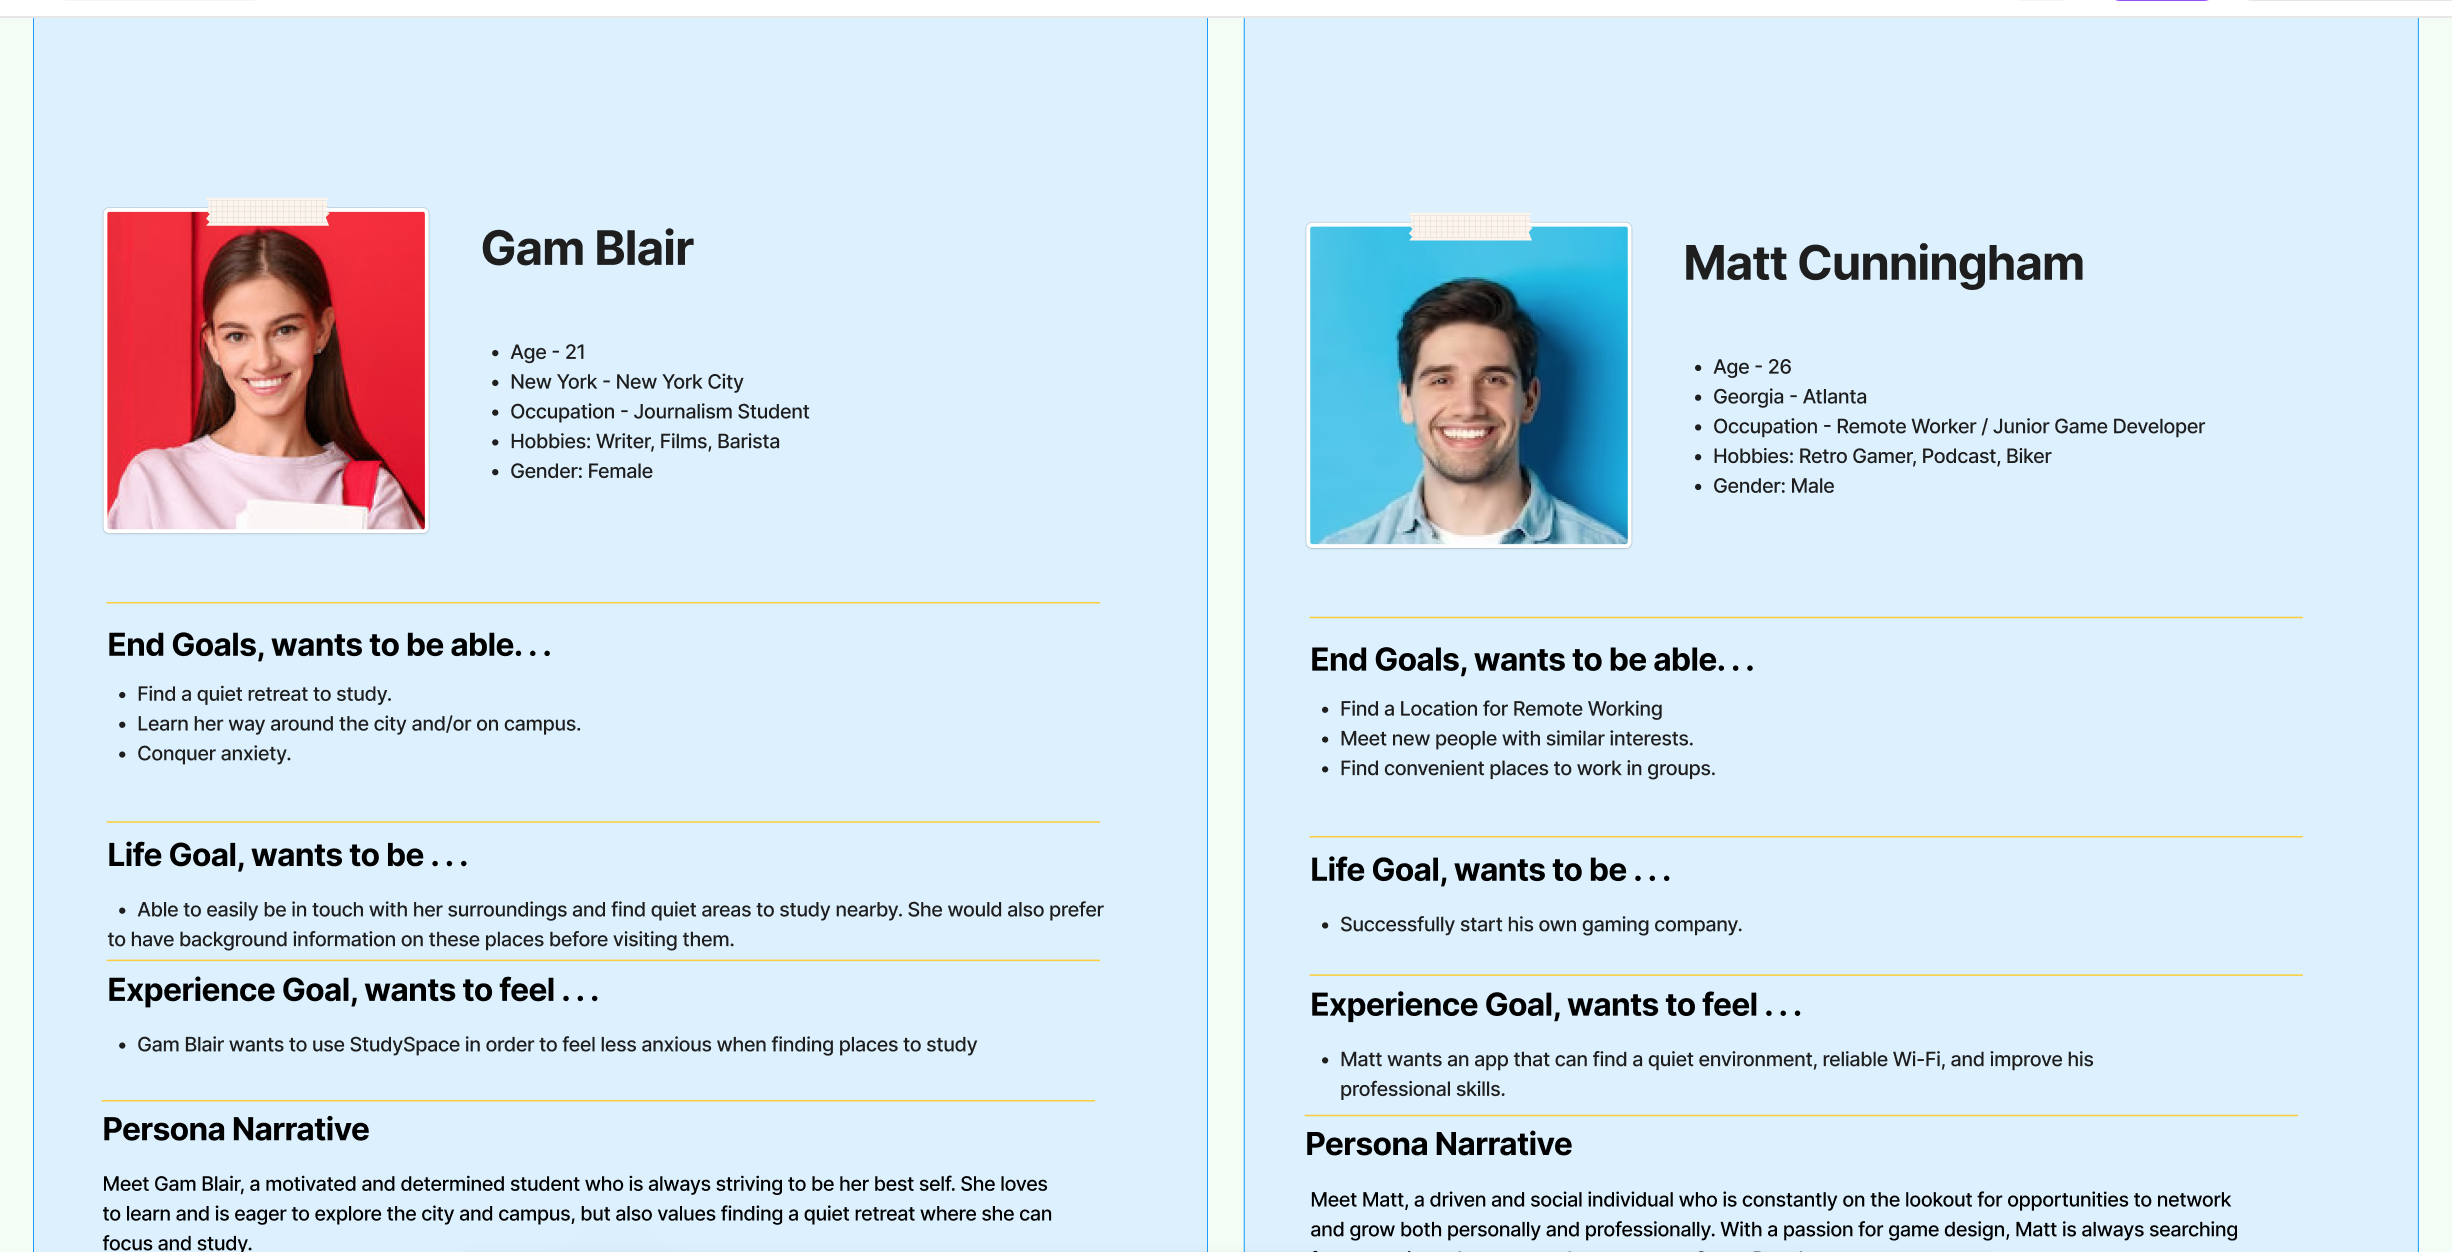 Gam Blair
• Age - 21
• New York - New York City
• Occupation - Journalism Student
• Hobbies: Writer, Films, Barista
• Gender: Female
End Goals, wants to be able. . .
• Find a quiet retreat to study.
• Learn her way around the city and/or on campus.
• Conquer anxiety.
Life Goal, wants to be . . .
• Able to easily be in touch with her surroundings and find quiet areas to study nearby. She would also prefer
to have background information on these places before visiting them.
Experience Goal, wants to feel . . .
• Gam Blair wants to use StudySpace in order to feel less anxious when finding places to study
Persona Narrative
Meet Gam Blair, a motivated and determined student who is always striving to be her best self. She loves
to learn and is eager to explore the city and campus, but also values finding a quiet retreat where she can
focus and study.
Matt Cunningham
• Age - 26
• Georgia - Atlanta
• Occupation - Remote Worker / Junior Game Developer
• Hobbies: Retro Gamer, Podcast, Biker
• Gender: Male
End Goals, wants to be able. . .
• Find a Location for Remote Working
• Meet new people with similar interests.
• Find convenient places to work in groups.
Life Goal, wants to be . . .
• Successfully start his own gaming company.
Experience Goal, wants to feel . . .
• Matt wants an app that can find a quiet environment, reliable Wi-Fi, and improve his
professional skills.
Persona Narrative
Meet Matt, a driven and social individual who is constantly on the lookout for opportunities to network
and grow both personally and professionally. With a passion for game design, Matt is always searching